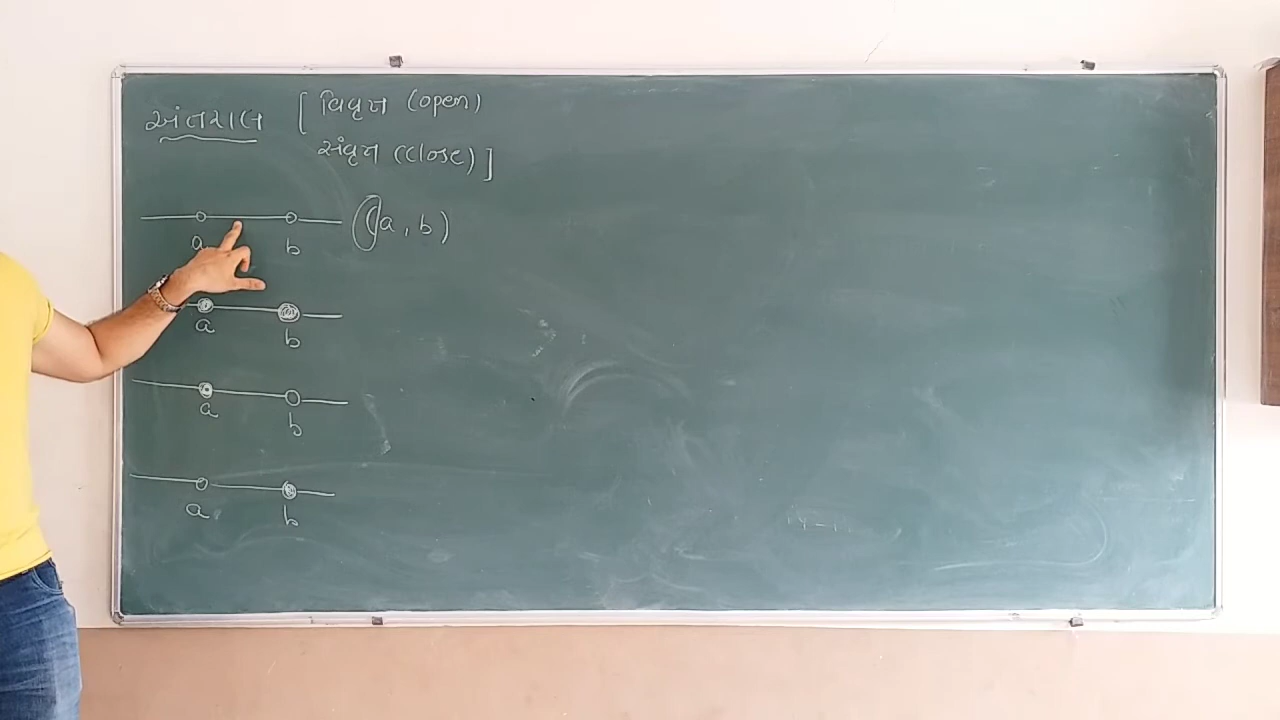 અંતરાલ [ વિવૃત (open)
સંવૃત (close) ]
(a, b)
a b
a b
a b
a b